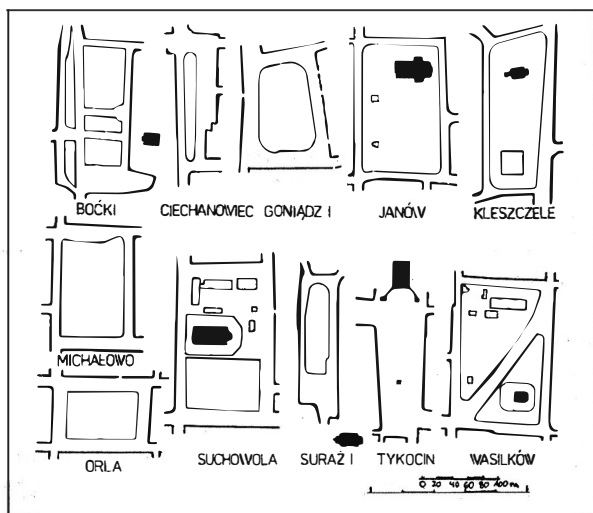 BOĆKI CIECHANOWIEC GONIĄDZ I JANÓW KLESZCZELE
MICHAŁOWO
ORLA SUCHOWOLA SURAŻ I TYKOCIN WASILKÓW
0 20 40 60 80 100 m